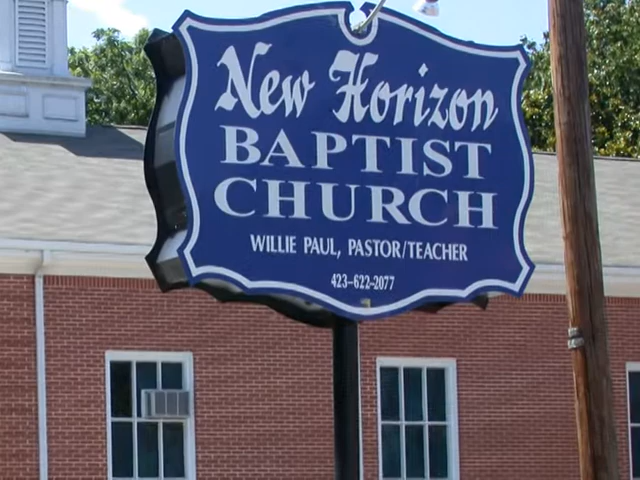 New Horizon
BAPTIST
CHURCH
WILLIE PAUL, PASTOR/TEACHER
423-622-2077